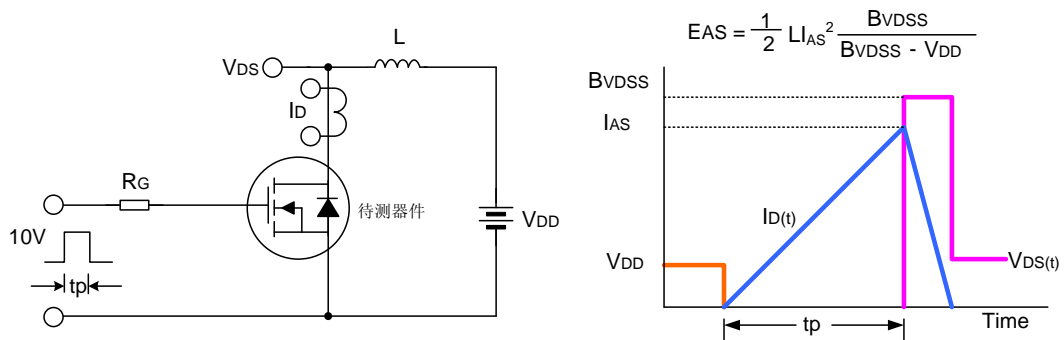 VDS
L
ID
RG
待测器件
VDD
10V
tp
EAS = 1/2 LIAS² BVDSS / (BVDSS - VDD)
BVDSS
IAS
ID(t)
VDD
VDS(t)
tp
Time